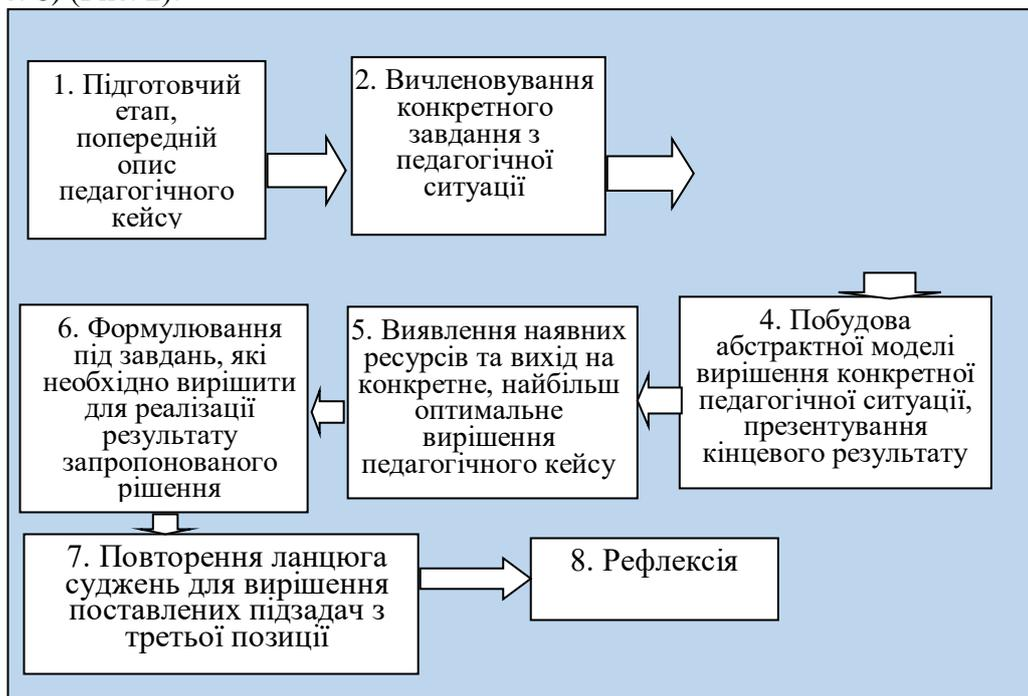 1. Підготовчий
етап,
попередній
опис
педагогічного
кейсу
2. Вичленовування
конкретного
завдання з
педагогічної
ситуації
4. Побудова
абстрактної моделі
вирішення конкретної
педагогічної ситуації,
презентування
кінцевого результату
5. Виявлення наявних
ресурсів та вихід на
конкретне, найбільш
оптимальне
вирішення
педагогічного кейсу
6. Формулювання
під завдань, які
необхідно вирішити
для реалізації
результату
запропонованого
рішення
7. Повторення ланцюга
суджень для вирішення
поставлених підзадач з
третьої позиції
8. Рефлексія